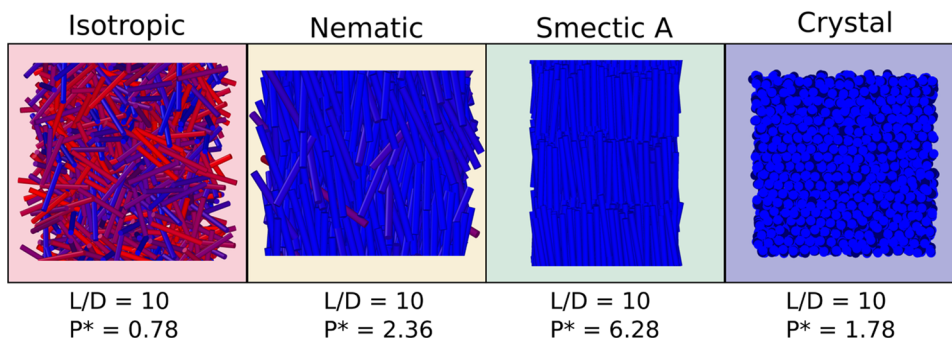 Isotropic
Nematic
Smectic A
Crystal
L/D = 10
P* = 0.78
L/D = 10
P* = 2.36
L/D = 10
P* = 6.28
L/D = 10
P* = 1.78